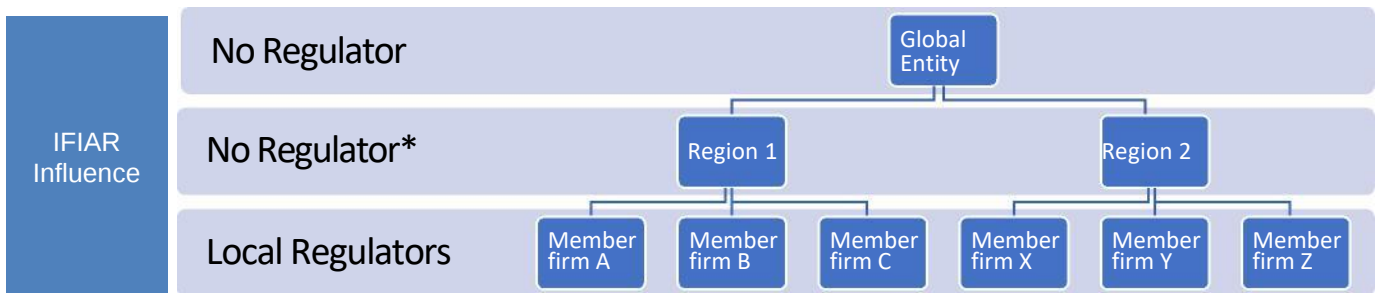 IFIAR
Influence
No Regulator
Global
Entity
No Regulator*
Region 1
Region 2
Local Regulators
Member
firm A
Member
firm B
Member
firm C
Member
firm X
Member
firm Y
Member
firm Z